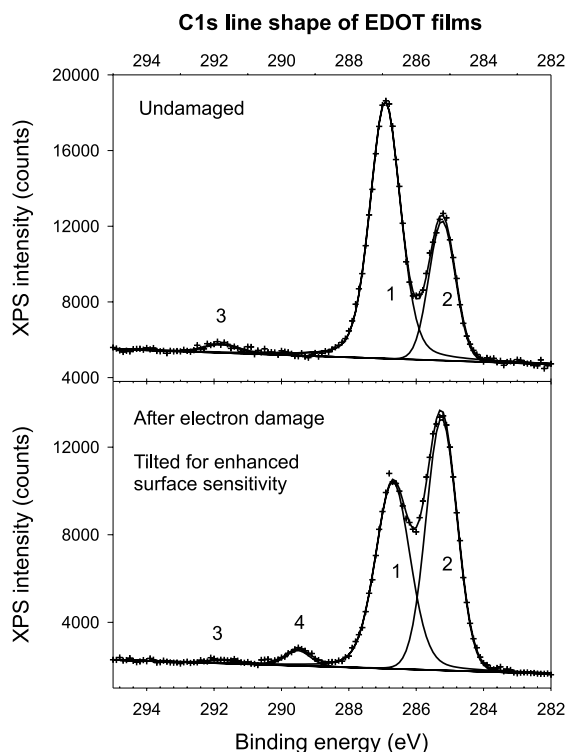 C1s line shape of EDOT films
294 292 290 288 286 284 282
20000
Undamaged
16000
XPS intensity (counts)
12000
8000
4000
1
2
3
After electron damage
Tilted for enhanced
surface sensitivity
12000
XPS intensity (counts)
8000
4000
1
2
3
4
294 292 290 288 286 284 282
Binding energy (eV)